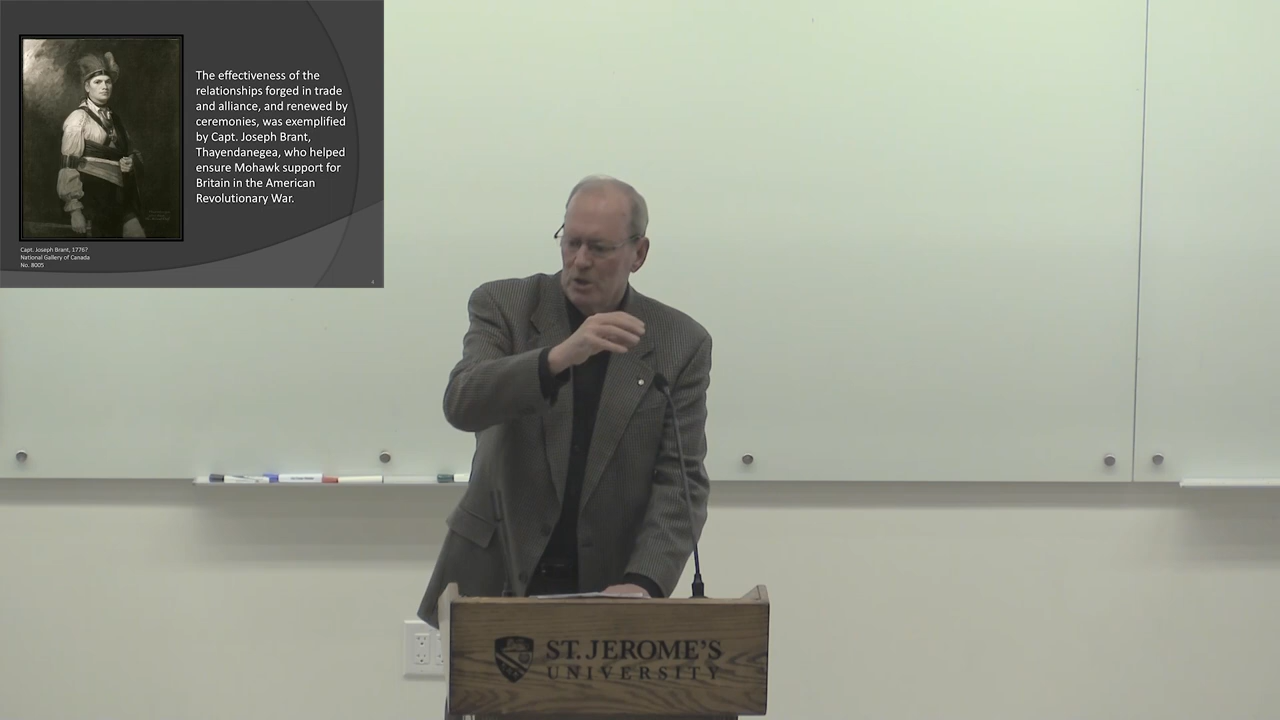 The effectiveness of the
relationships forged in trade
and alliance, and renewed by
ceremonies, was exemplified
by Capt. Joseph Brant,
Thayendanegea, who helped
ensure Mohawk support for
Britain in the American
Revolutionary War.
Capt. Joseph Brant, 1776?
National Gallery of Canada
No. 8005
4
ST. JEROME'S
UNIVERSITY